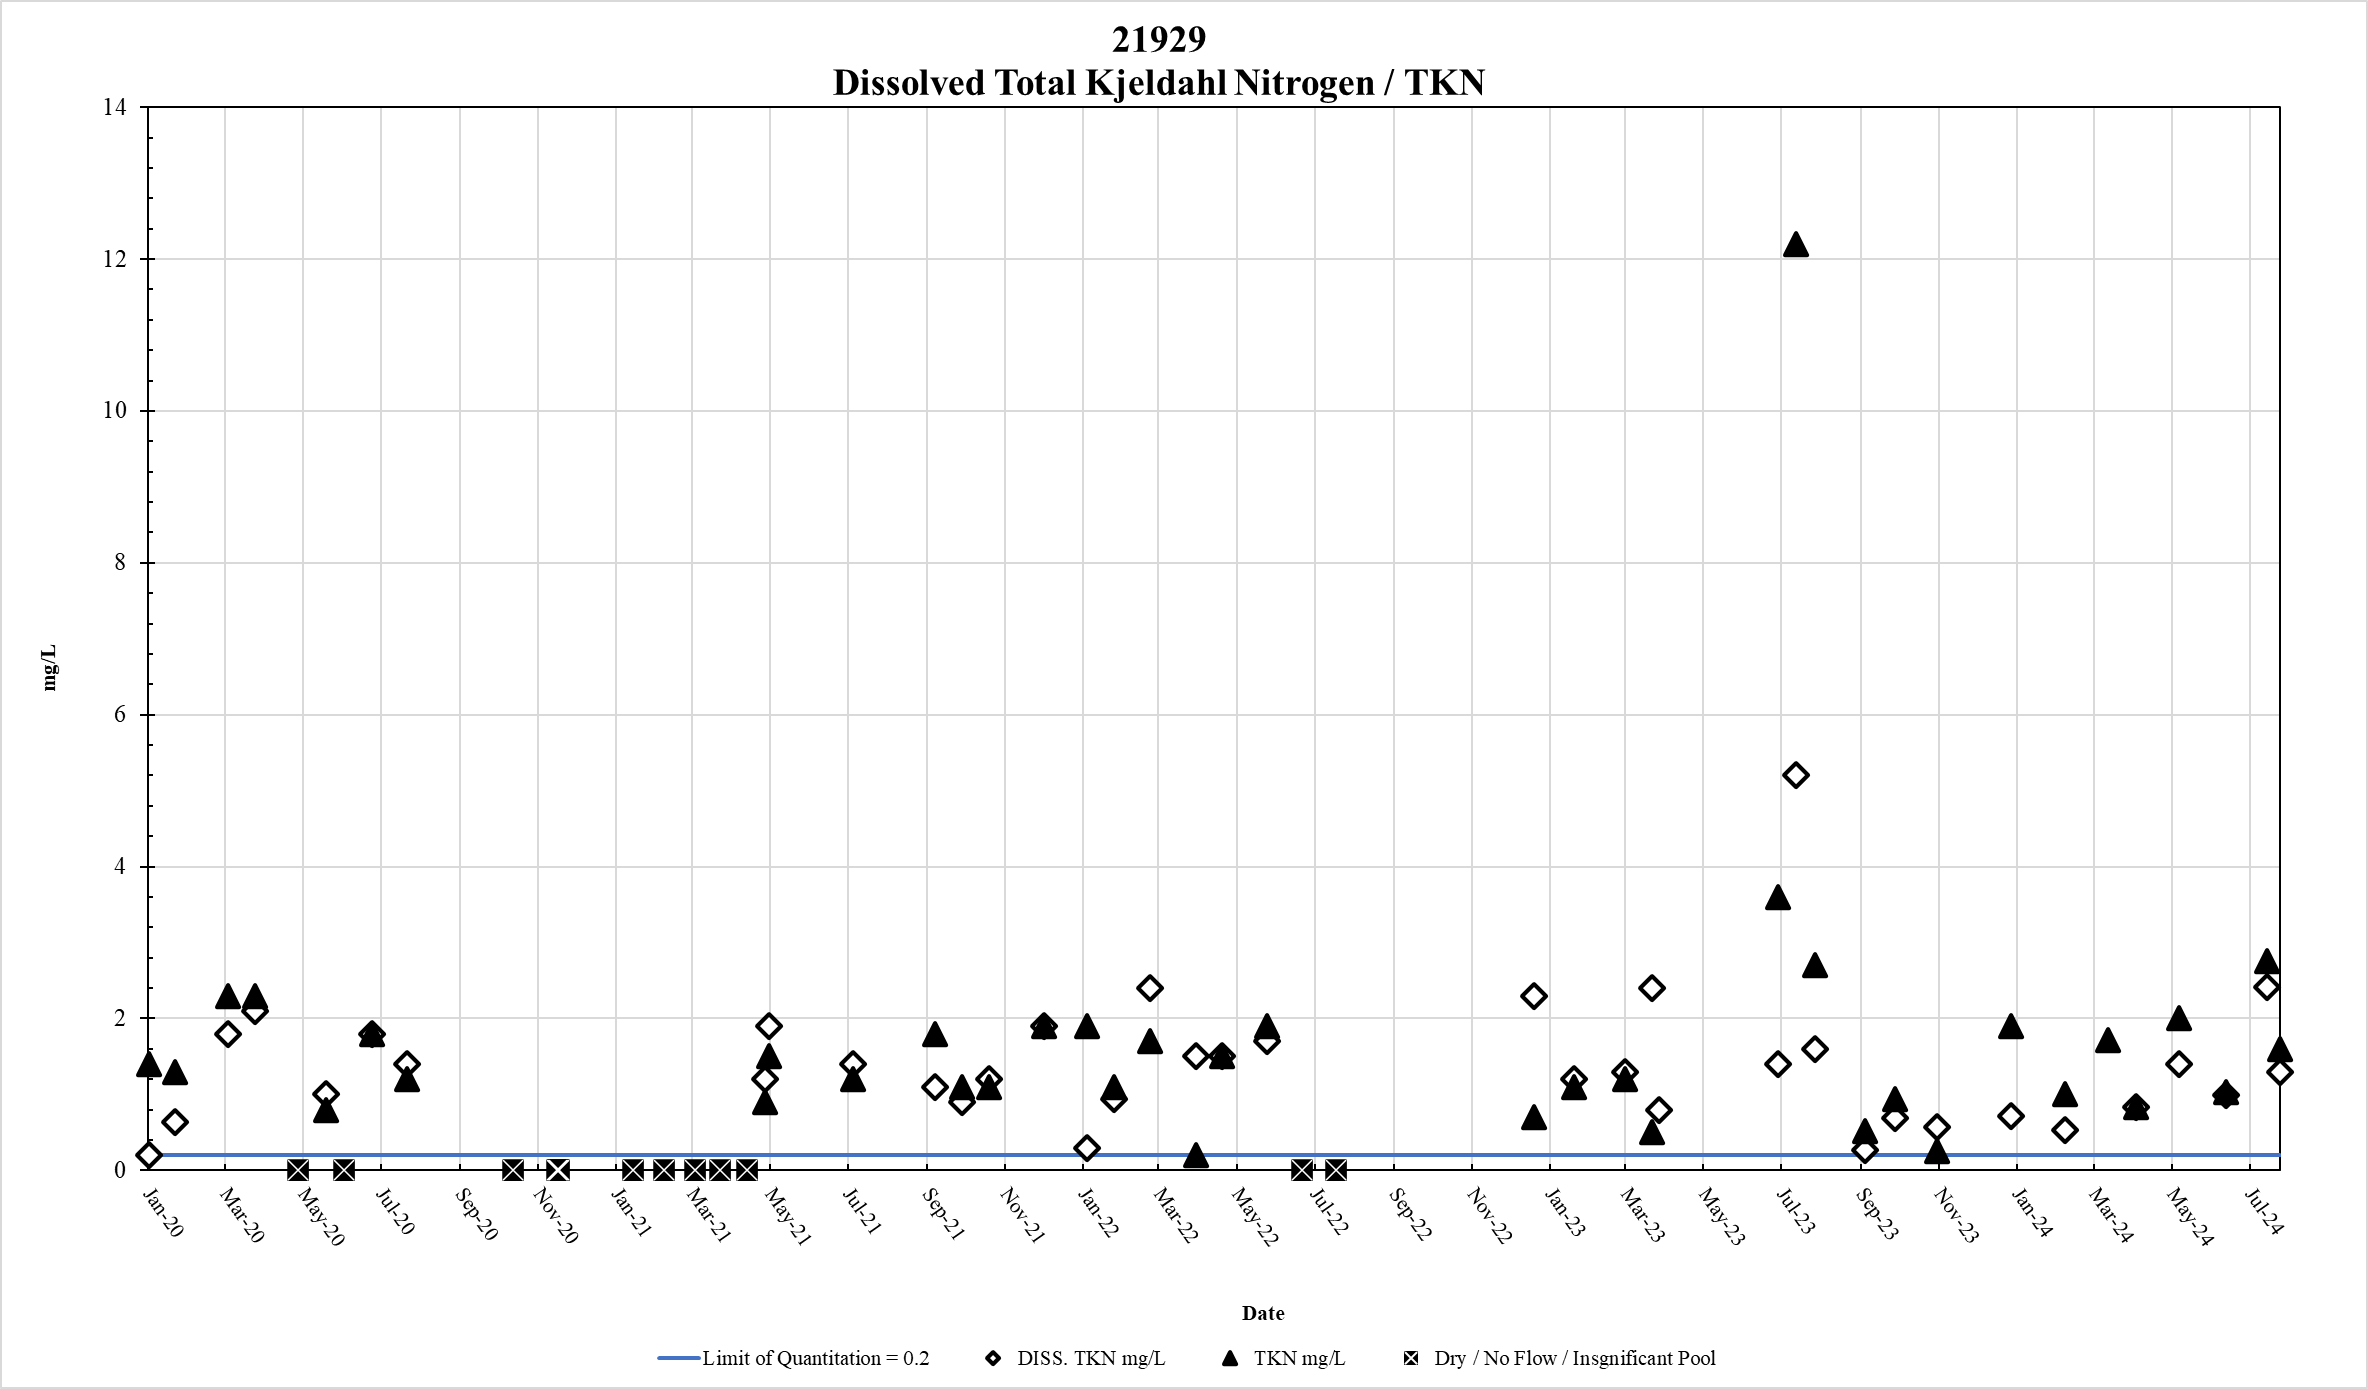 21929
Dissolved Total Kjeldahl Nitrogen / TKN
14
12
10
8
6
4
2
0
mg/L
Jan-20
Mar-20
May-20
Jul-20
Sep-20
Nov-20
Jan-21
Mar-21
May-21
Jul-21
Sep-21
Nov-21
Jan-22
Mar-22
May-22
Jul-22
Sep-22
Nov-22
Jan-23
Mar-23
May-23
Jul-23
Sep-23
Nov-23
Jan-24
Mar-24
May-24
Jul-24
Date
Limit of Quantitation = 0.2 DISS. TKN mg/L TKN mg/L Dry / No Flow / Insgnificant Pool